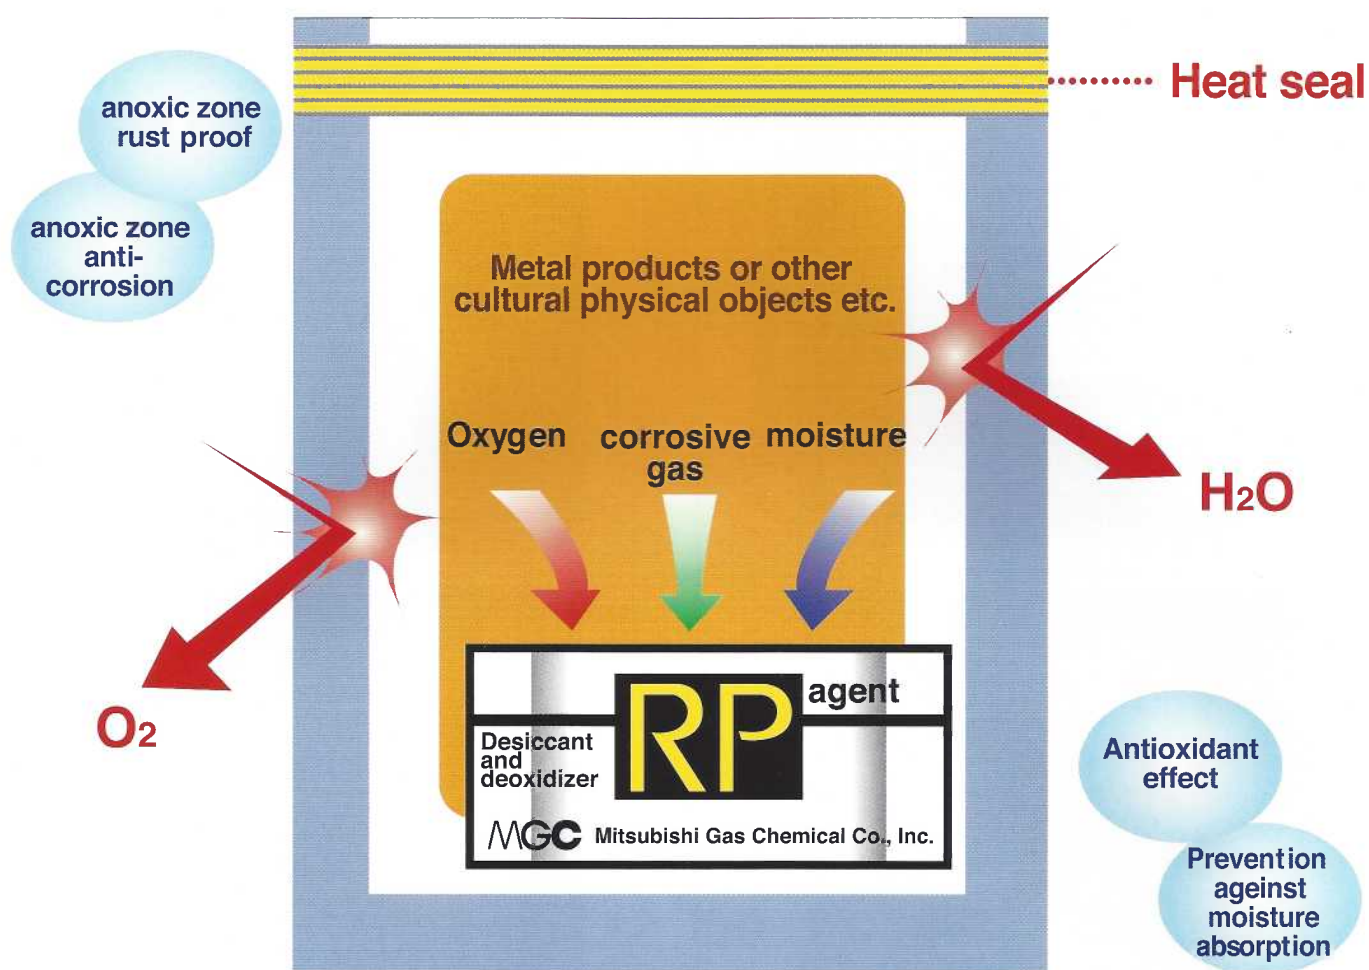 Heat seal
anoxic zone
rust proof
anoxic zone
anti-
corrosion
Metal products or other
cultural physical objects etc.
Oxygen
corrosive
gas
moisture
H2O
O2
RP
agent
Desiccant
and
deoxidizer
MGC Mitsubishi Gas Chemical Co., Inc.
Antioxidant
effect
Prevention
ageinst
moisture
absorption